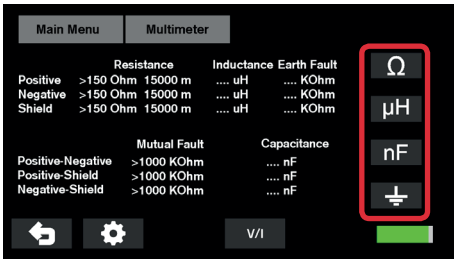 Main Menu Multimeter
Resistance Inductance Earth Fault
Positive >150 Ohm 15000 m .... uH .... KOhm
Negative >150 Ohm 15000 m .... uH .... KOhm
Shield >150 Ohm 15000 m .... uH .... KOhm
Mutual Fault Capacitance
Positive-Negative >1000 KOhm .... nF
Positive-Shield >1000 KOhm .... nF
Negative-Shield >1000 KOhm .... nF
Ω
µH
nF
V/I